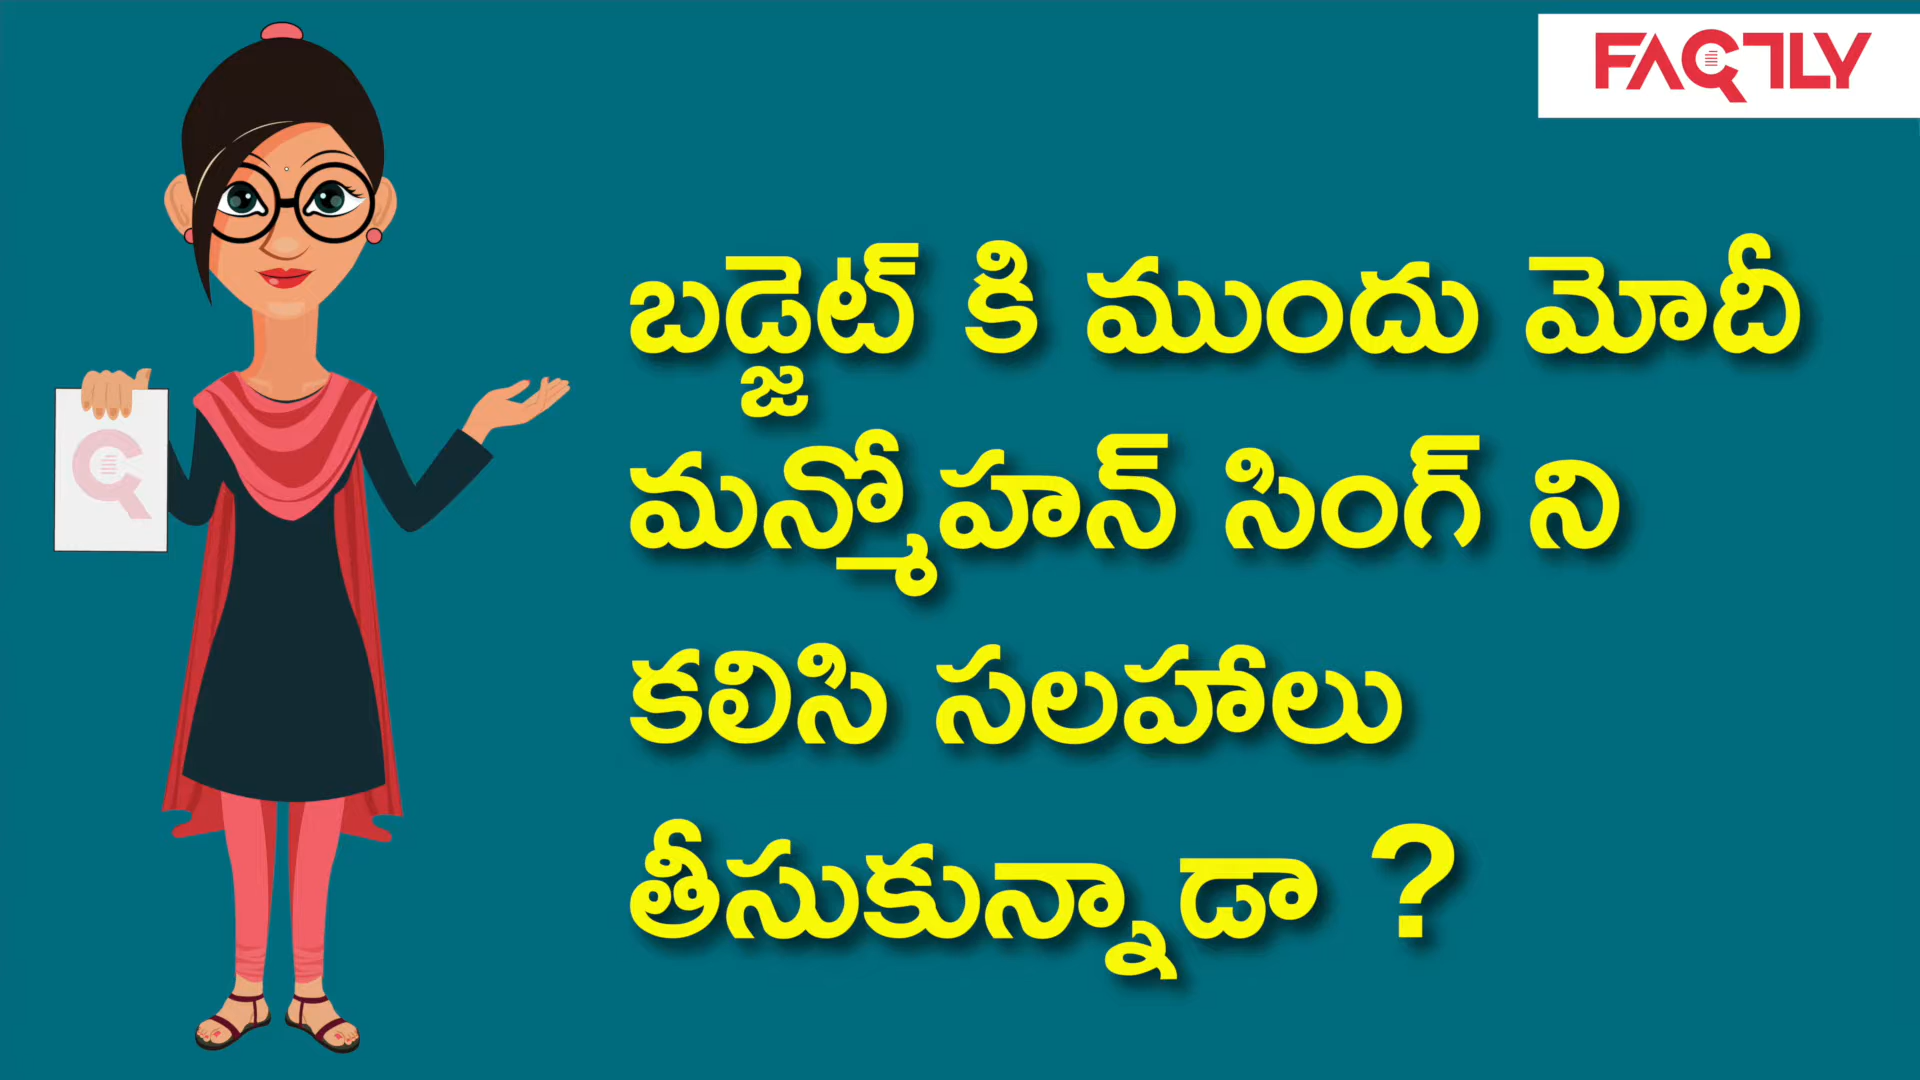 FACTLY
బడ్జెట్ కి ముందు మోదీ
మన్మోహన్ సింగ్ ని
కలిసి సలహాలు
తీసుకున్నాడా ?